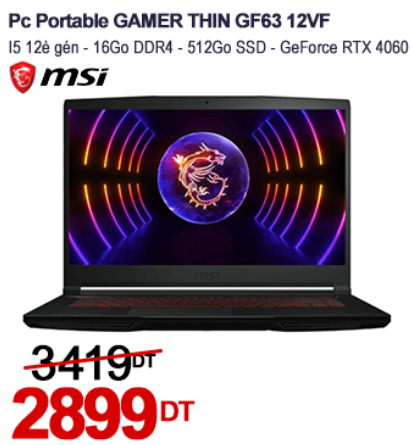 Pc Portable GAMER THIN GF63 12VF
I5 12è gén - 16Go DDR4 - 512Go SSD - GeForce RTX 4060
msi
msi
3419DT
2899DT